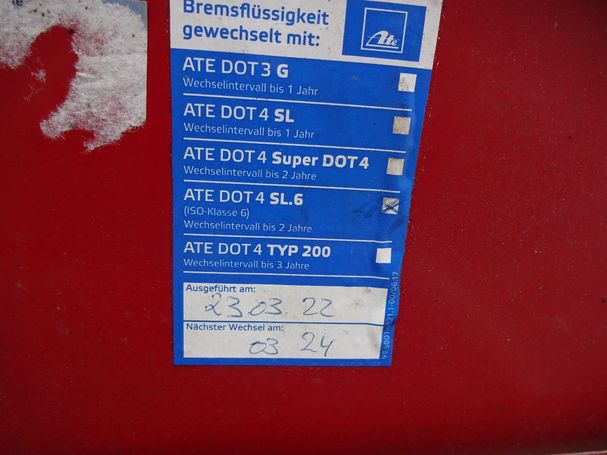 Bremsflüssigkeit
gewechselt mit:
Ate
ATE DOT 3 G
Wechselintervall bis 1 Jahr
ATE DOT 4 SL
Wechselintervall bis 1 Jahr
ATE DOT 4 Super DOT 4
Wechselintervall bis 2 Jahre
ATE DOT 4 SL.6
(ISO-Klasse 6)
Wechselintervall bis 2 Jahre
ATE DOT 4 TYP 200
Wechselintervall bis 3 Jahre
Ausgeführt am:
23 03 22
Nächster Wechsel am:
03 24